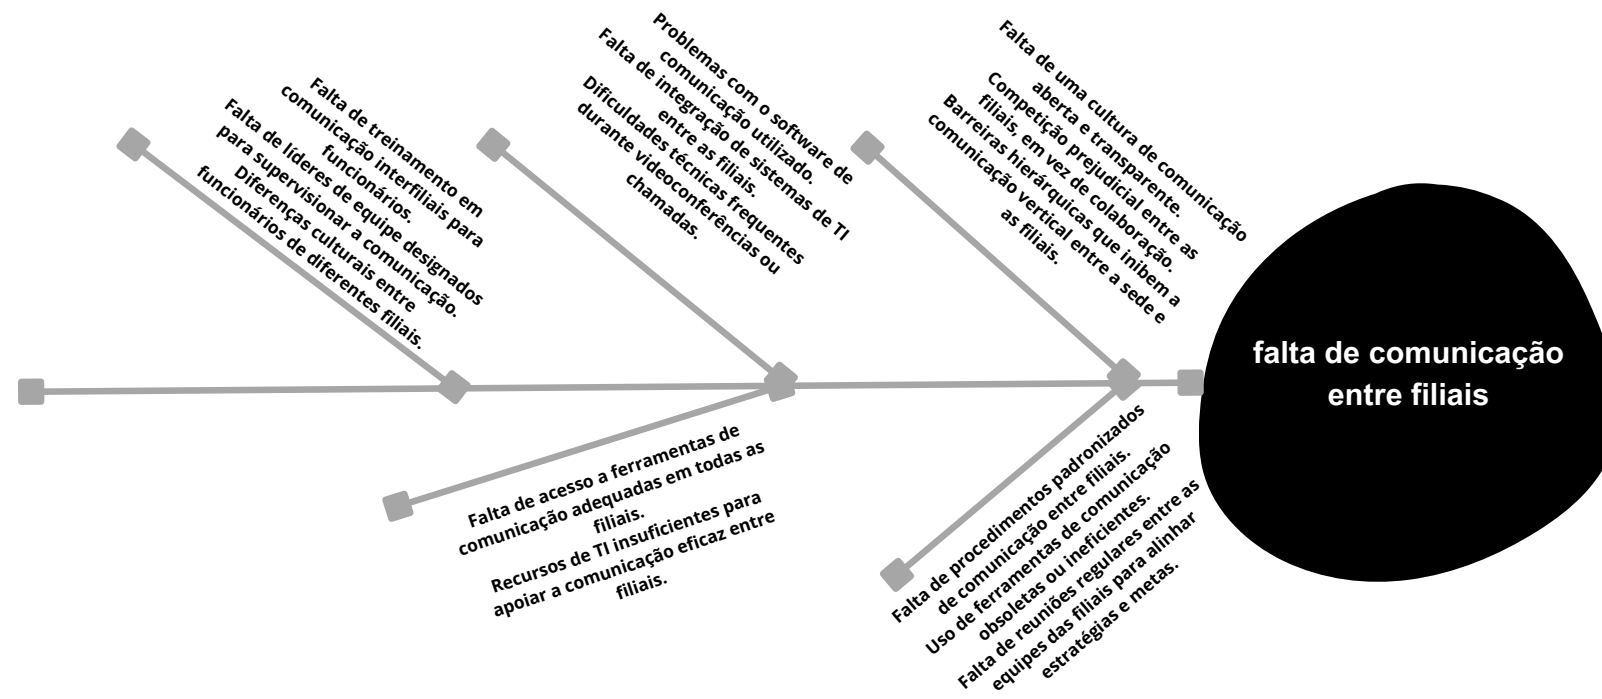 Falta de treinamento em
comunicação interfiliais para
funcionários.
Falta de líderes de equipe designados
para supervisionar a comunicação.
Diferenças culturais entre
funcionários de diferentes filiais.
Problemas com o software de
comunicação utilizado.
Falta de integração de sistemas de TI
entre as filiais.
Dificuldades técnicas frequentes
durante videoconferências ou
chamadas.
Falta de uma cultura de comunicação
aberta e transparente.
Competição prejudicial entre as
filiais, em vez de colaboração.
Barreiras hierárquicas que inibem a
comunicação vertical entre a sede e
as filiais.
falta de comunicação
entre filiais
Falta de acesso a ferramentas de
comunicação adequadas em todas as
filiais.
Recursos de TI insuficientes para
apoiar a comunicação eficaz entre
filiais.
Falta de procedimentos padronizados
de comunicação entre filiais.
Uso de ferramentas de comunicação
obsoletas ou ineficientes.
Falta de reuniões regulares entre as
equipes das filiais para alinhar
estratégias e metas.